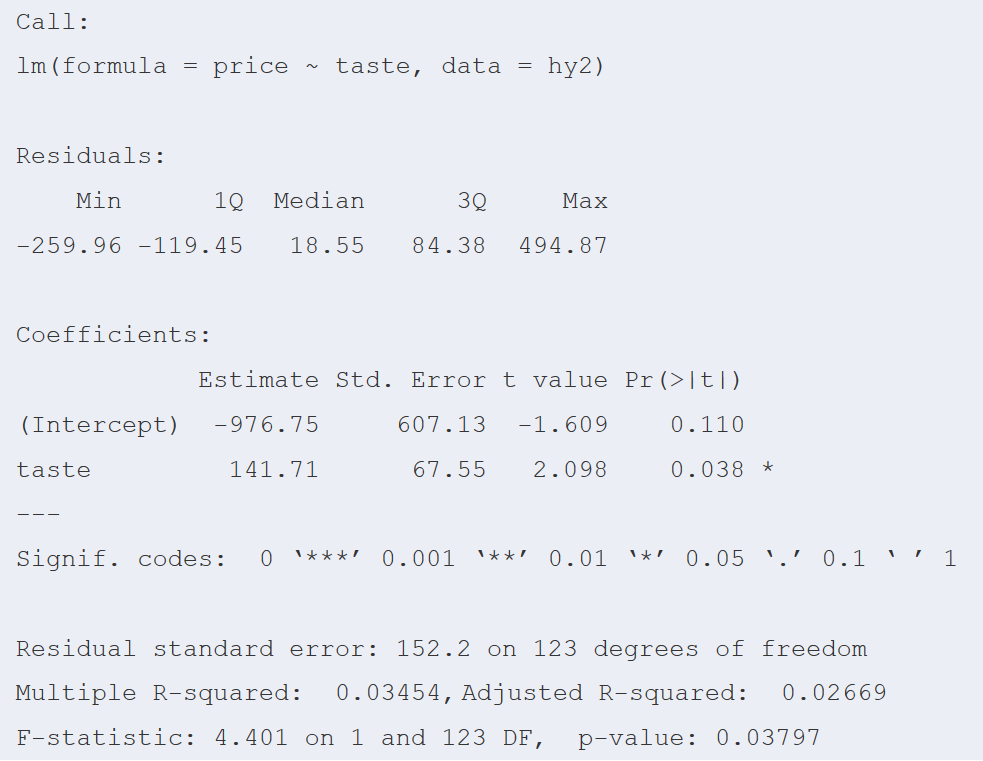 Call:
lm(formula = price ~ taste, data = hy2)
Residuals:
    Min      1Q  Median      3Q     Max
-259.96 -119.45   18.55   84.38  494.87
Coefficients:
            Estimate Std. Error t value Pr(>|t|)
(Intercept)  -976.75     607.13  -1.609    0.110
taste         141.71      67.55   2.098    0.038 *
---
Signif. codes:  0 ‘***’ 0.001 ‘**’ 0.01 ‘*’ 0.05 ‘.’ 0.1 ‘ ’ 1
Residual standard error: 152.2 on 123 degrees of freedom
Multiple R-squared:  0.03454, Adjusted R-squared:  0.02669
F-statistic: 4.401 on 1 and 123 DF,  p-value: 0.03797